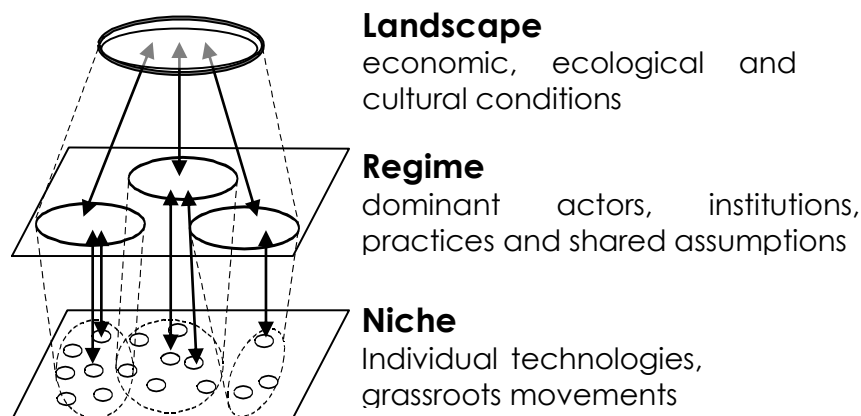 Landscape
economic, ecological and
cultural conditions
Regime
dominant actors, institutions,
practices and shared assumptions
Niche
Individual technologies,
grassroots movements